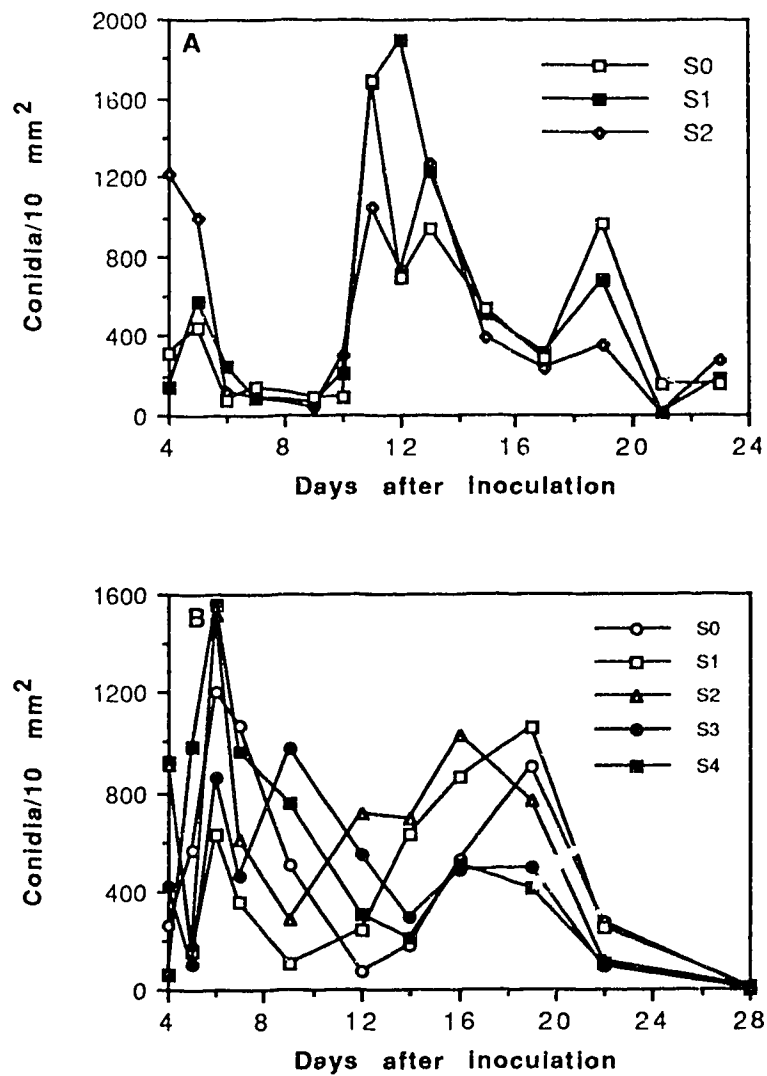 A
2000
1600
1200
800
400
0
Conidia/10 mm2
S0
S1
S2
4 8 12 16 20 24
Days after inoculation
B
1600
1200
800
400
0
Conidia/10 mm2
S0
S1
S2
S3
S4
4 8 12 16 20 24 28
Days after inoculation